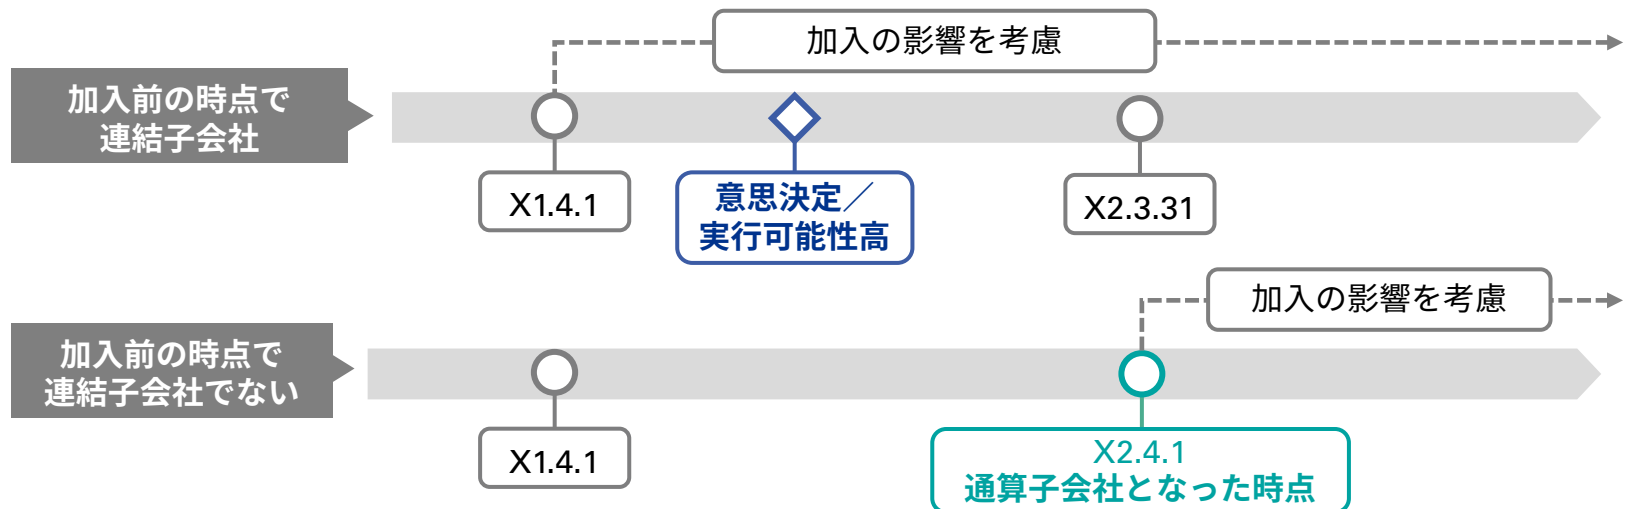 加入の影響を考慮
加入前の時点で
連結子会社
X1.4.1
意思決定／
実行可能性高
X2.3.31
加入の影響を考慮
加入前の時点で
連結子会社でない
X1.4.1
X2.4.1
通算子会社となった時点